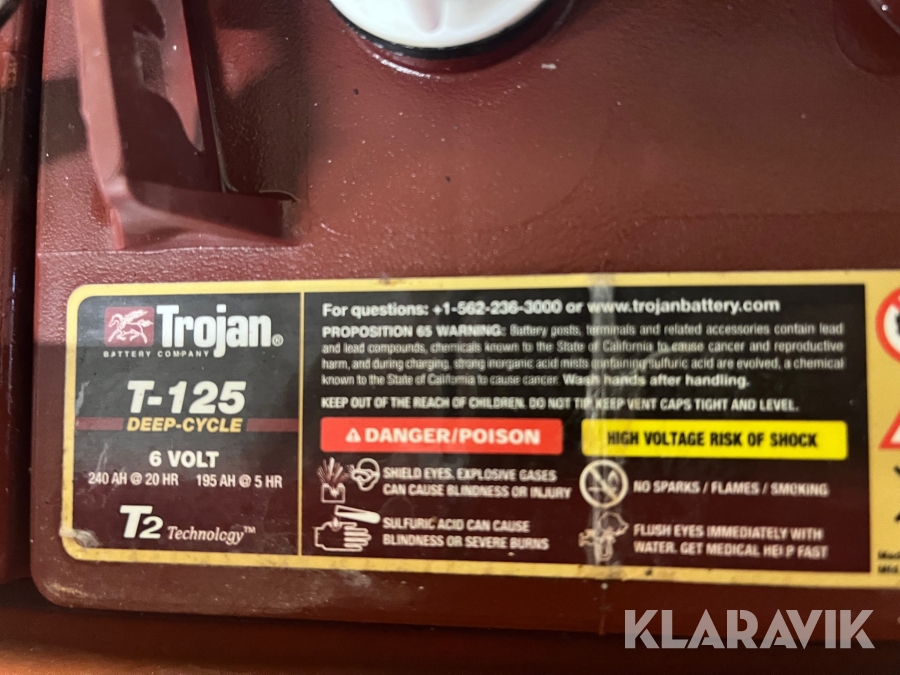 Trojan®
BATTERY COMPANY
T-125
DEEP-CYCLE
6 VOLT
240 AH @ 20 HR 195 AH @ 5 HR
T2 Technology™
For questions: +1-562-236-3000 or www.trojanbattery.com
PROPOSITION 65 WARNING: Battery posts, terminals and related accessories contain lead
and lead compounds, chemicals known to the State of California to cause cancer and reproductive
harm, and during charging, strong inorganic acid mists containing sulfuric acid are evolved, a chemical
known to the State of California to cause cancer. Wash hands after handling.
KEEP OUT OF THE REACH OF CHILDREN. DO NOT TIP. KEEP VENT CAPS TIGHT AND LEVEL.
DANGER/POISON
HIGH VOLTAGE RISK OF SHOCK
SHIELD EYES. EXPLOSIVE GASES
CAN CAUSE BLINDNESS OR INJURY
NO SPARKS / FLAMES / SMOKING
SULFURIC ACID CAN CAUSE
BLINDNESS OR SEVERE BURNS
FLUSH EYES IMMEDIATELY WITH
WATER. GET MEDICAL HELP FAST
KLARAVIK